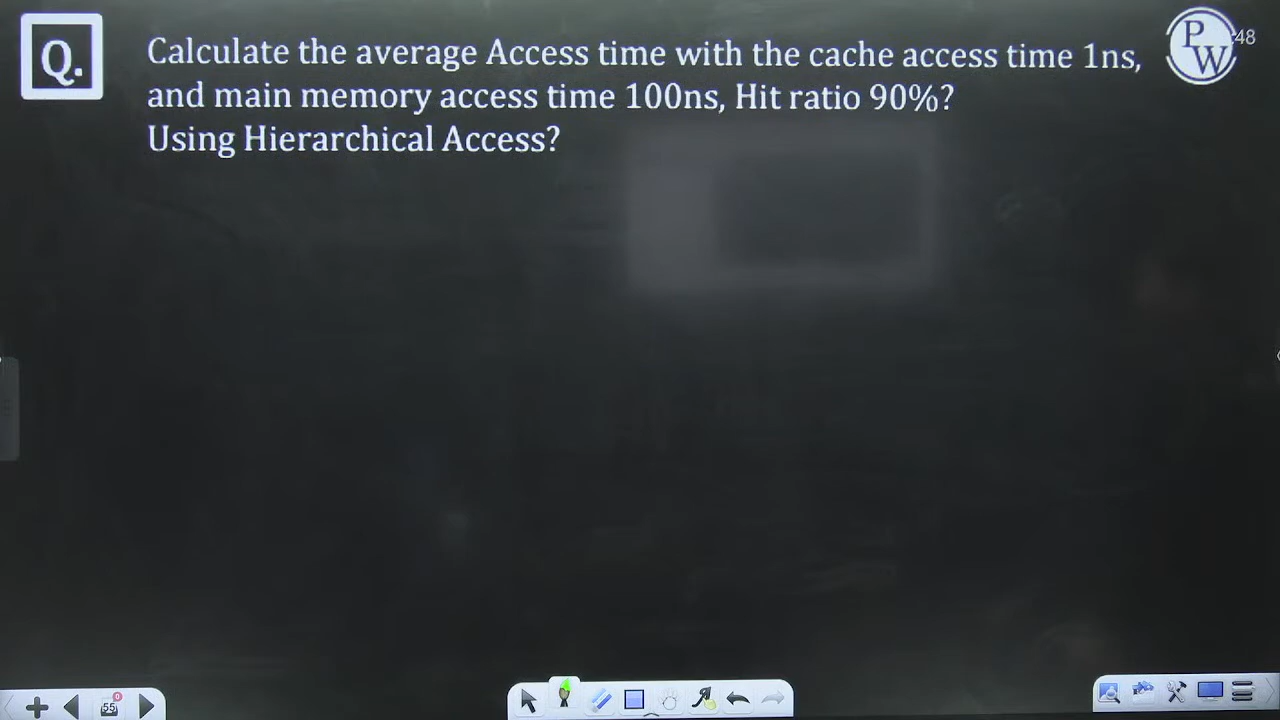 Q.
Calculate the average Access time with the cache access time 1ns,
and main memory access time 100ns, Hit ratio 90%?
Using Hierarchical Access?
PW
48
55
0